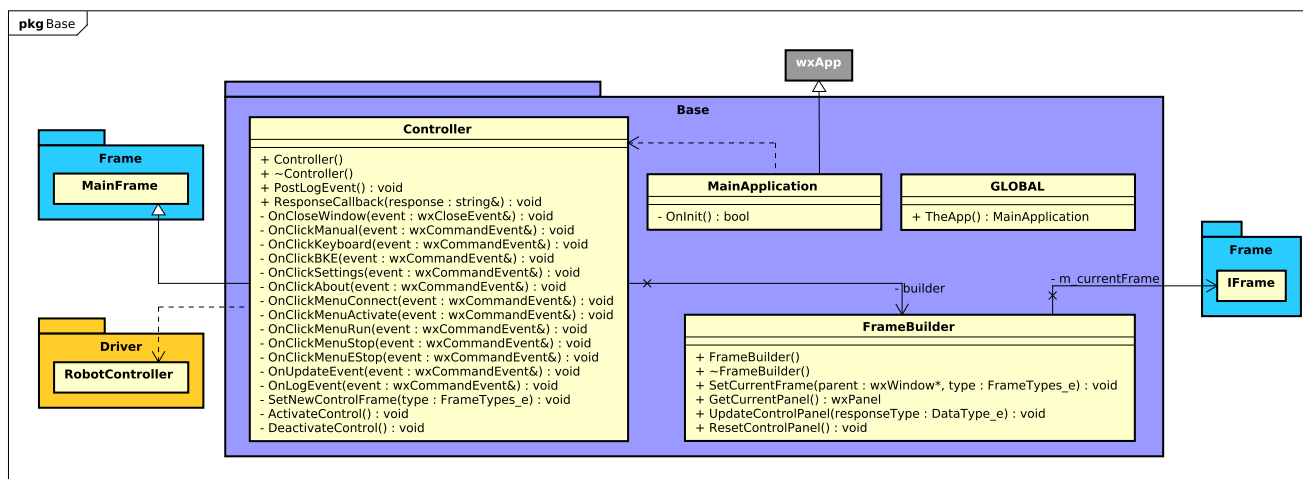 pkg Base
wxApp
Base
Controller
+ Controller()
+ ~Controller()
+ PostLogEvent() : void
+ ResponseCallback(response : string&) : void
- OnCloseWindow(event : wxCloseEvent&) : void
- OnClickManual(event : wxCommandEvent&) : void
- OnClickKeyboard(event : wxCommandEvent&) : void
- OnClickBKE(event : wxCommandEvent&) : void
- OnClickSettings(event : wxCommandEvent&) : void
- OnClickAbout(event : wxCommandEvent&) : void
- OnClickMenuConnect(event : wxCommandEvent&) : void
- OnClickMenuActivate(event : wxCommandEvent&) : void
- OnClickMenuRun(event : wxCommandEvent&) : void
- OnClickMenuStop(event : wxCommandEvent&) : void
- OnClickMenuEStop(event : wxCommandEvent&) : void
- OnUpdateEvent(event : wxCommandEvent&) : void
- OnLogEvent(event : wxCommandEvent&) : void
- SetNewControlFrame(type : FrameTypes_e) : void
- ActivateControl() : void
- DeactivateControl() : void
Frame
MainFrame
Driver
RobotController
MainApplication
- OnInit() : bool
GLOBAL
+ TheApp() : MainApplication
- builder
- m_currentFrame
Frame
IFrame
FrameBuilder
+ FrameBuilder()
+ ~FrameBuilder()
+ SetCurrentFrame(parent : wxWindow*, type : FrameTypes_e) : void
+ GetCurrentPanel() : wxPanel
+ UpdateControlPanel(responseType : DataType_e) : void
+ ResetControlPanel() : void